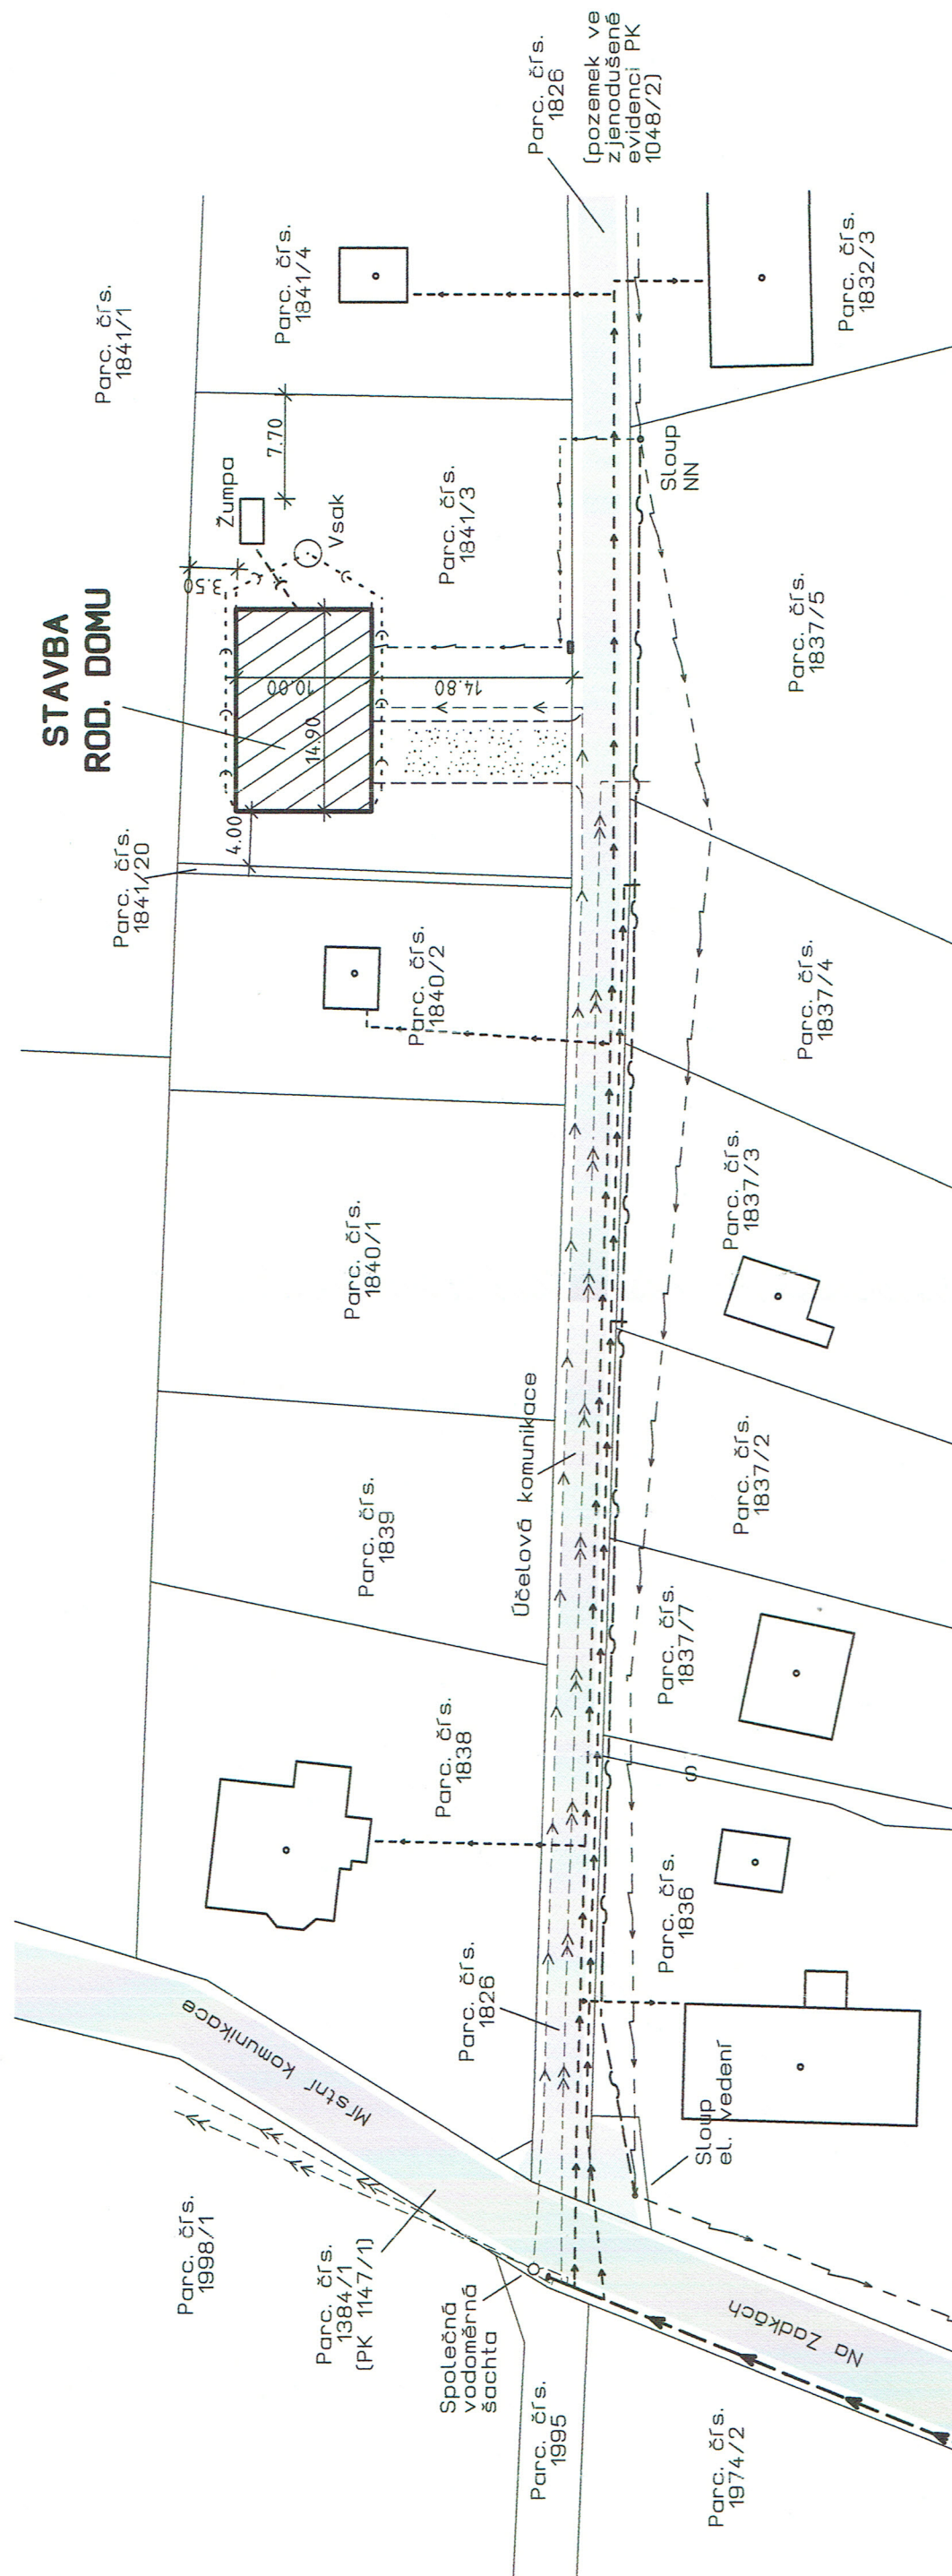 STAVBA
ROD. DOMU
Parc. čís.
1841/1
Parc. čís.
1841/4
Parc. čís.
1826
(pozemek ve
zjenodušené
evidenci PK
1048/2)
Parc. čís.
1832/3
7.70
Žumpa
Vsak
3.50
Parc. čís.
1841/3
Sloup
NN
10.00
14.90
14.80
4.00
Parc. čís.
1837/5
Parc. čís.
1841/20
Parc. čís.
1840/2
Parc. čís.
1837/4
Parc. čís.
1840/1
Parc. čís.
1837/3
Účelová komunikace
Parc. čís.
1839
Parc. čís.
1837/2
Parc. čís.
1837/7
Parc. čís.
1838
S
Parc. čís.
1836
Parc. čís.
1826
Místní komunikace
Sloup
el. vedení
Parc. čís.
1998/1
Parc. čís.
1384/1
(PK 1147/1)
Společná
vodoměrná
šachta
Na Zadkách
Parc. čís.
1995
Parc. čís.
1974/2